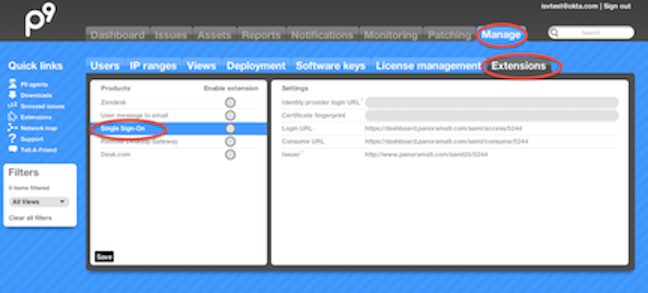 p9
isvtest@okta.com | Sign out
Dashboard Issues Assets Reports Notifications Monitoring Patching Manage
Search
Quick links
P9 agents
Downloads
Snoozed issues
Extensions
Network map
Support
Tell-A-Friend
Filters
0 items filtered
All Views
Clear all filters
Users IP ranges Views Deployment Software keys License management Extensions
Products Enable extension
Zendesk
User message to email
Single Sign-On
Remote Desktop Gateway
Desk.com
Save
Settings
Identity provider login URL
Certificate fingerprint
Login URL https://dashboard.panorama9.com/saml/access/5244
Consume URL https://dashboard.panorama9.com/saml/consume/5244
Issuer http://www.panorama9.com/saml20/5244